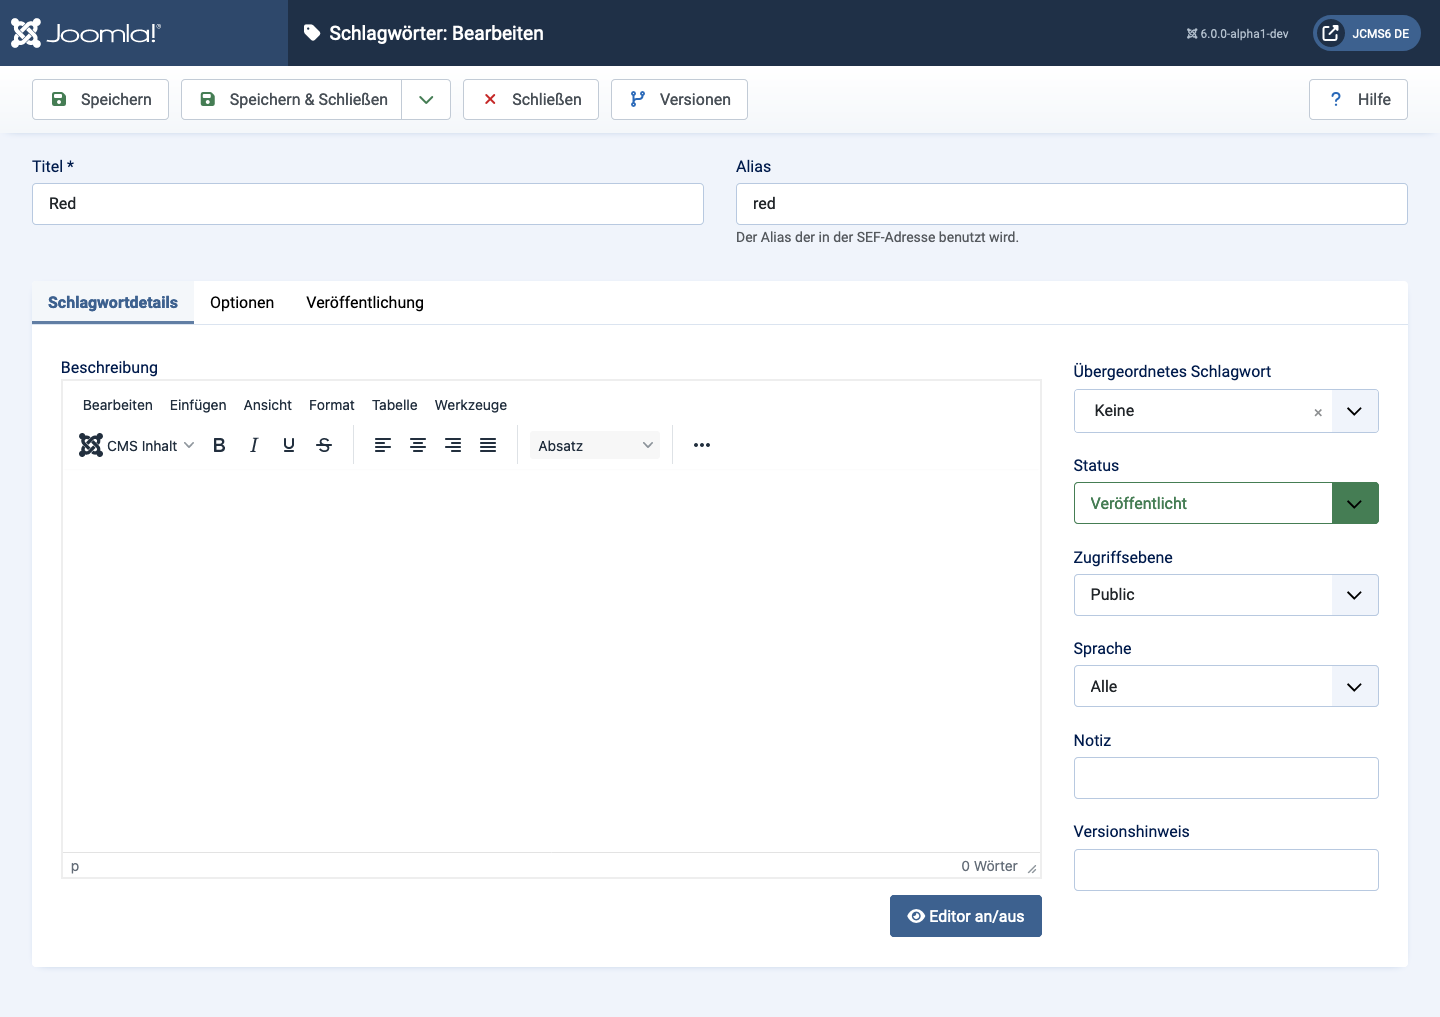 Joomla!®
Schlagwörter: Bearbeiten
6.0.0-alpha1-dev
JCMS6 DE
Speichern
Speichern & Schließen
Schließen
Versionen
? Hilfe
Titel *
Red
Alias
red
Der Alias der in der SEF-Adresse benutzt wird.
Schlagwortdetails
Optionen
Veröffentlichung
Beschreibung
Bearbeiten Einfügen Ansicht Format Tabelle Werkzeuge
CMS Inhalt B I U S Absatz
p
0 Wörter
Editor an/aus
Übergeordnetes Schlagwort
Keine ×
Status
Veröffentlicht
Zugriffsebene
Public
Sprache
Alle
Notiz
Versionshinweis